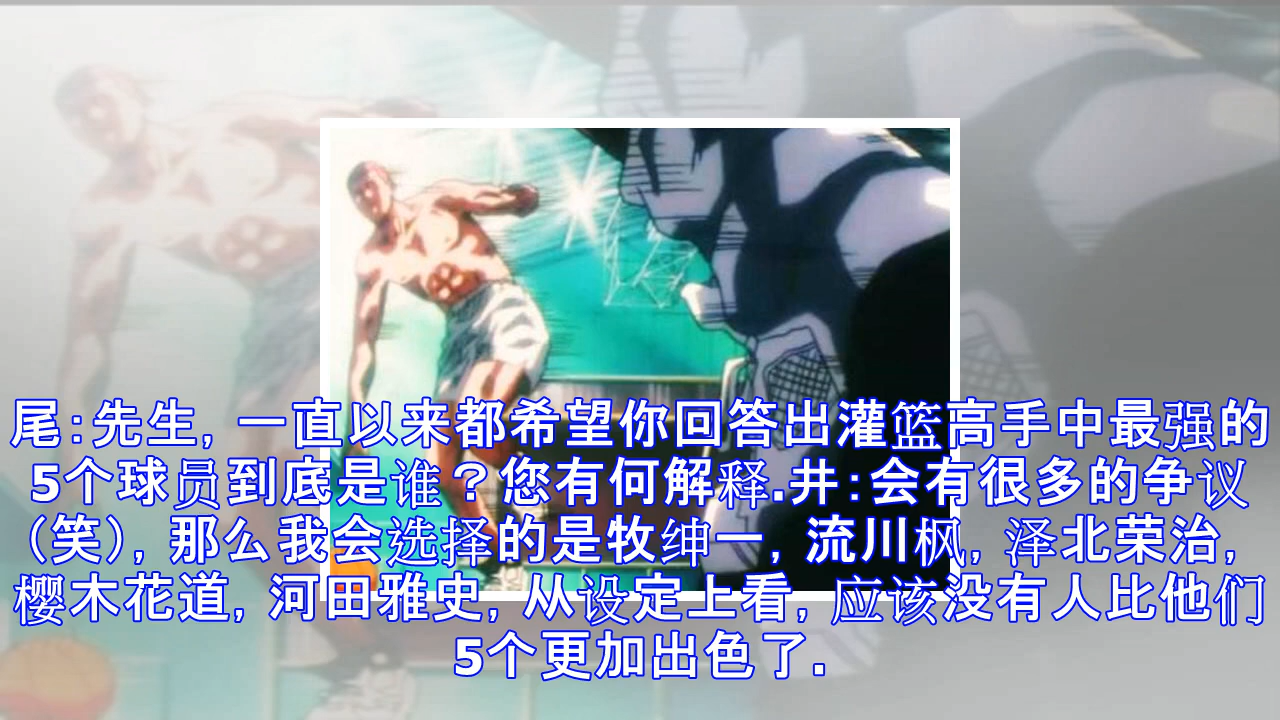 尾:先生, 一直以来都希望你回答出灌篮高手中最强的
5个球员到底是谁？您有何解释.井:会有很多的争议
(笑), 那么我会选择的是牧绅一, 流川枫, 泽北荣治,
樱木花道, 河田雅史, 从设定上看, 应该没有人比他们
5个更加出色了.